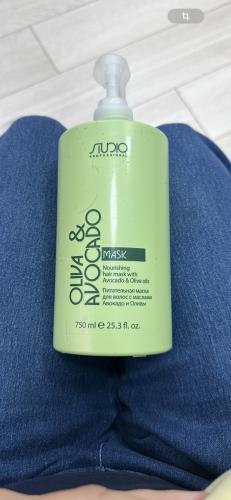 STUDIO
PROFESSIONAL
OLIVA &
AVOCADO
MASK
Nourishing
hair mask with
Avocado & Olive oils
Питательная маска
для волос с маслами
Авокадо и Оливы
750 ml ℮ 25.3 fl. oz.